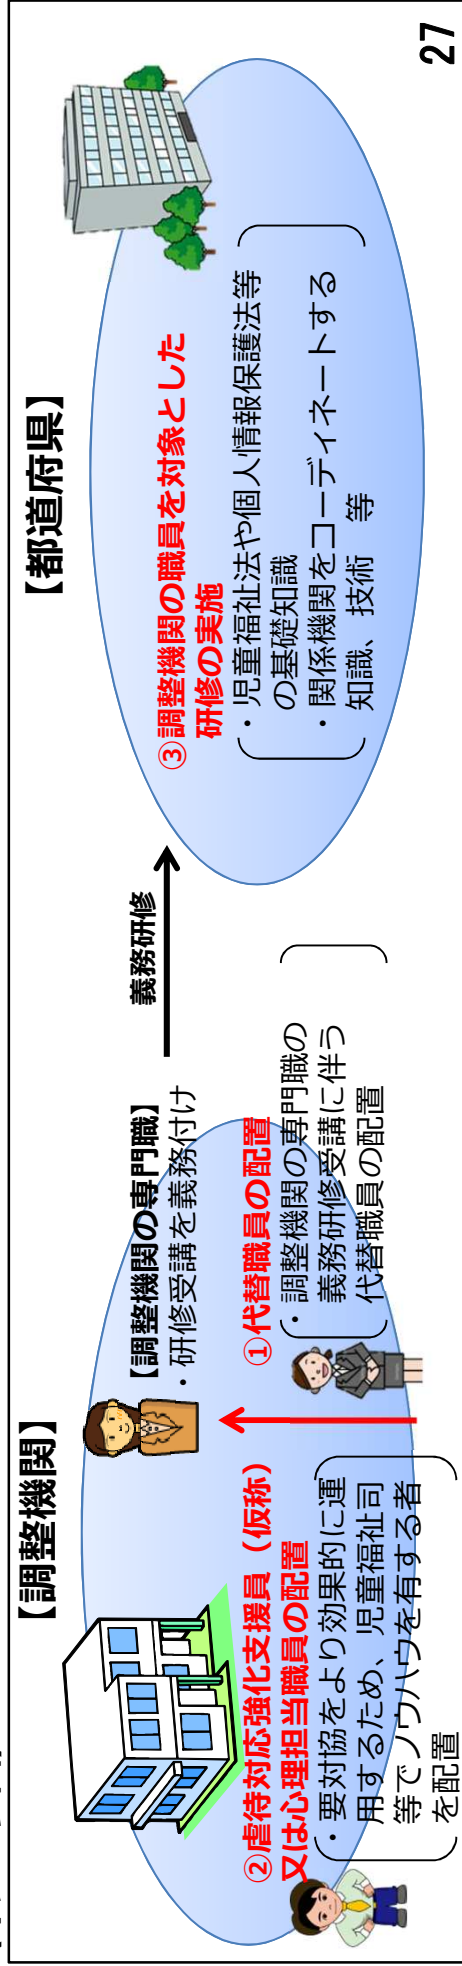 【調整機関】
【調整機関の専門職】
・研修受講を義務付け
②虐待対応強化支援員（仮称）
又は心理担当職員の配置
・要対協をより効果的に運
用するため、児童福祉司
等でノウハウを有する者
を配置
①代替職員の配置
・調整機関の専門職の
義務研修受講に伴う
代替職員の配置
義務研修
【都道府県】
③調整機関の職員を対象とした
研修の実施
・児童福祉法や個人情報保護法等
の基礎知識
・関係機関をコーディネートする
知識、技術　等
27